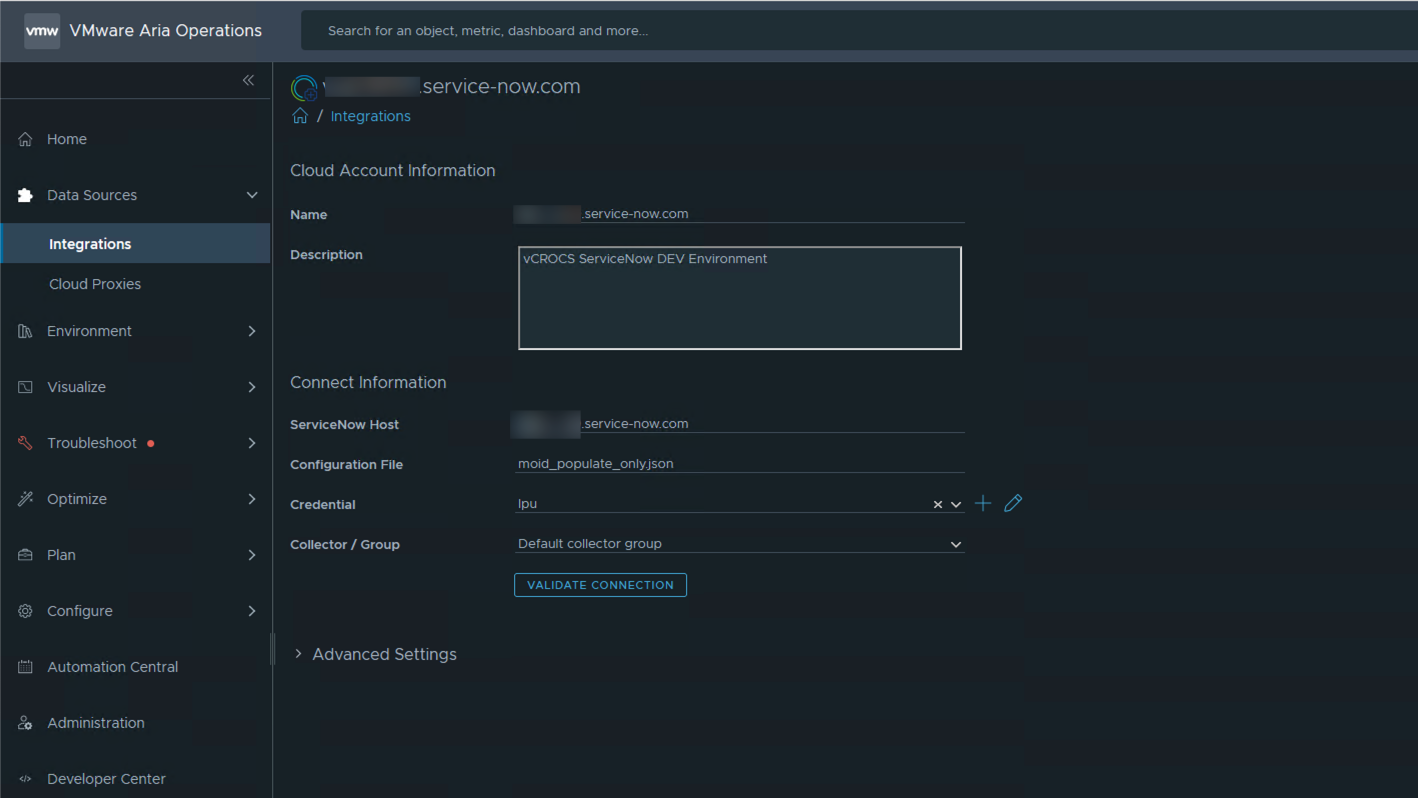 vmw VMware Aria Operations
Search for an object, metric, dashboard and more...
.service-now.com
/ Integrations
Home
Data Sources
Integrations
Cloud Proxies
Environment
Visualize
Troubleshoot
Optimize
Plan
Configure
Automation Central
Administration
Developer Center
Cloud Account Information
Name .service-now.com
Description vCROCS ServiceNow DEV Environment
Connect Information
ServiceNow Host .service-now.com
Configuration File moid_populate_only.json
Credential lpu
Collector / Group Default collector group
VALIDATE CONNECTION
Advanced Settings